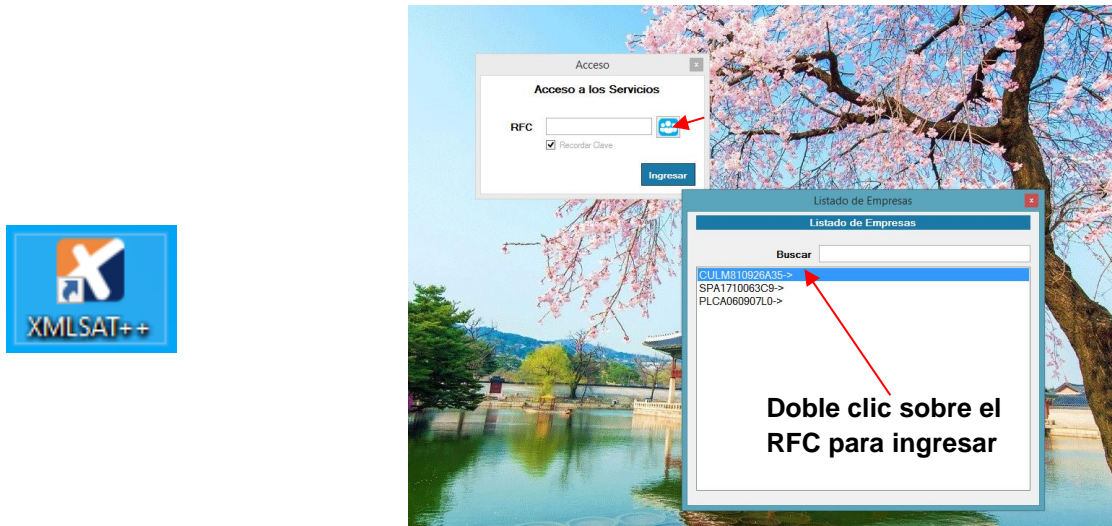 XMLSAT++
Acceso
x
Acceso a los Servicios
RFC
Recordar Clave
Ingresar
Listado de Empresas
x
Listado de Empresas
Buscar
CULM810926A35->
SPA1710063C9->
PLCA060907L0->
Doble clic sobre el
RFC para ingresar